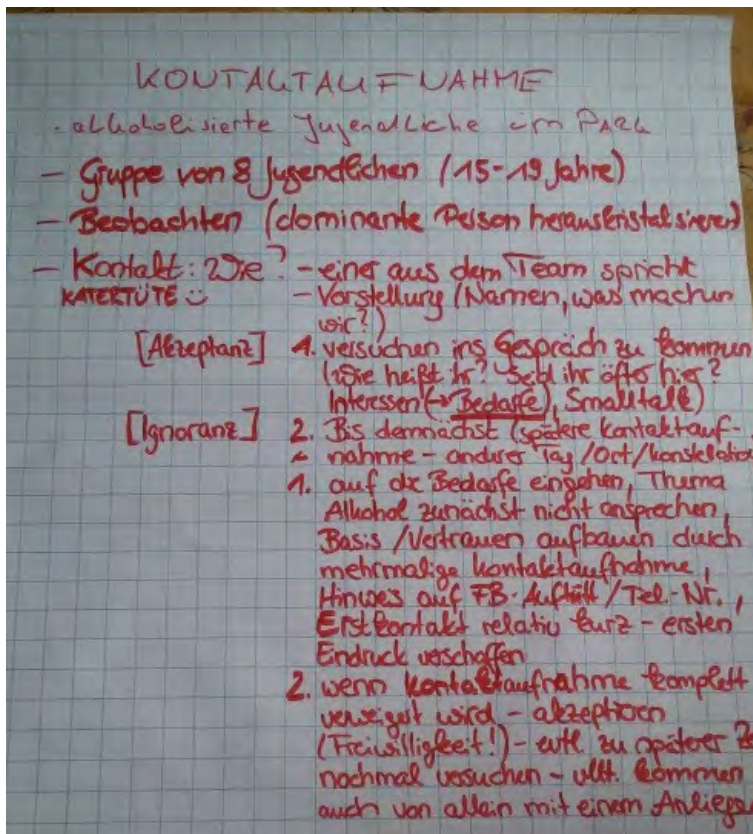 KONTAKTAUFNAHME
- alkoholisierte Jugendliche im PARK
- Gruppe von 8 Jugendlichen (15-19 Jahre)
- Beobachten (dominante Person herauskristalisieren)
- Kontakt: Wie? - einer aus dem Team spricht
KATERTÜTE ☺ - Vorstellung (Namen, was machen
wir?)
[Akzeptanz] 1. versuchen ins Gespräch zu kommen
(Wie heißt ihr? Seid ihr öfter hier?
Interessen (→ Bedarfe), Smalltalk)
[Ignoranz] 2. Bis demnächst (spätere Kontaktauf-
nahme - anderer Tag/Ort/Konstelation
1. auf die Bedarfe eingehen, Thema
Alkohol zunächst nicht ansprechen,
Basis/Vertrauen aufbauen durch
mehrmalige Kontaktaufnahme,
Hinweis auf FB-Auftritt/Tel.-Nr.,
Erstkontakt relativ kurz - ersten
Eindruck verschaffen
2. wenn Kontaktaufnahme komplett
verweigert wird - akzeptieren
(Freiwilligkeit!) - evtl. zu späterer
nochmal versuchen - vllt. kommen
auch von allein mit einem Anliegen